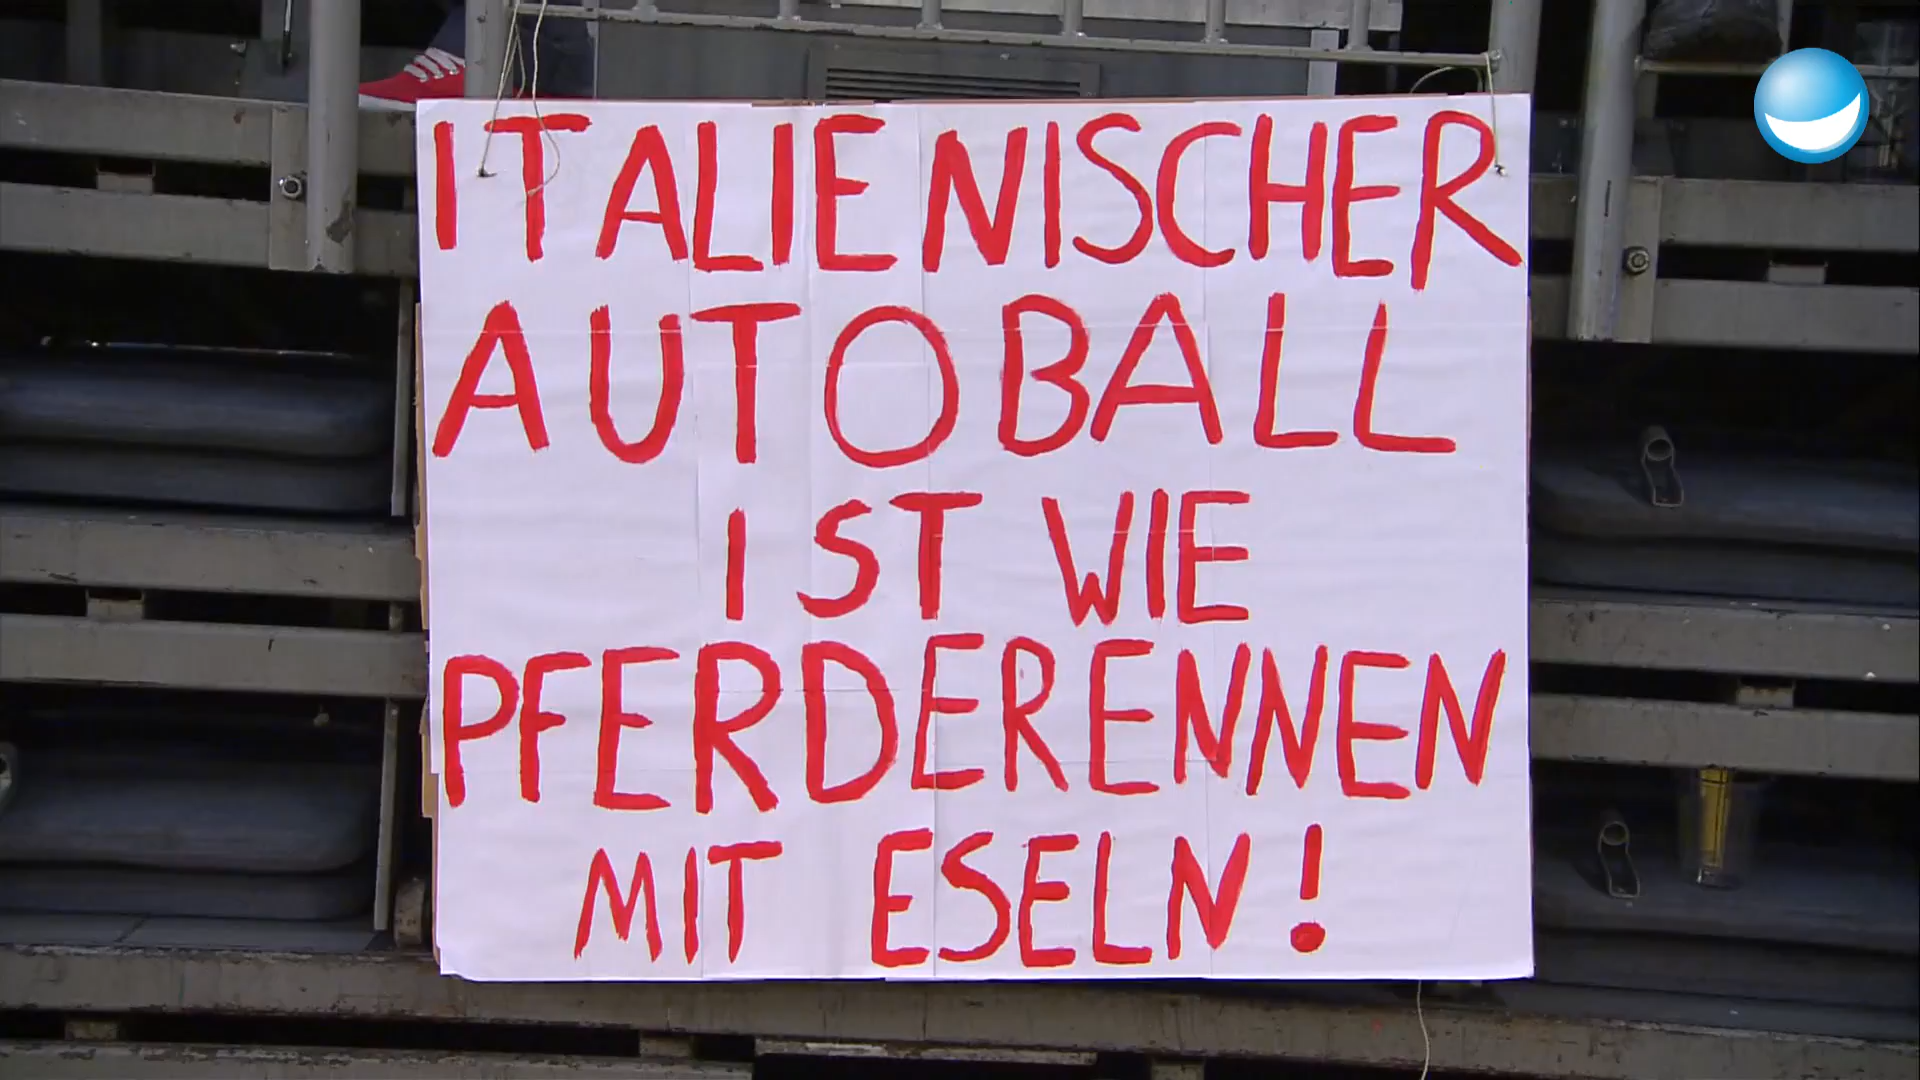 ITALIENISCHER
AUTOBALL
IST WIE
PFERDERENNEN
MIT ESELN!